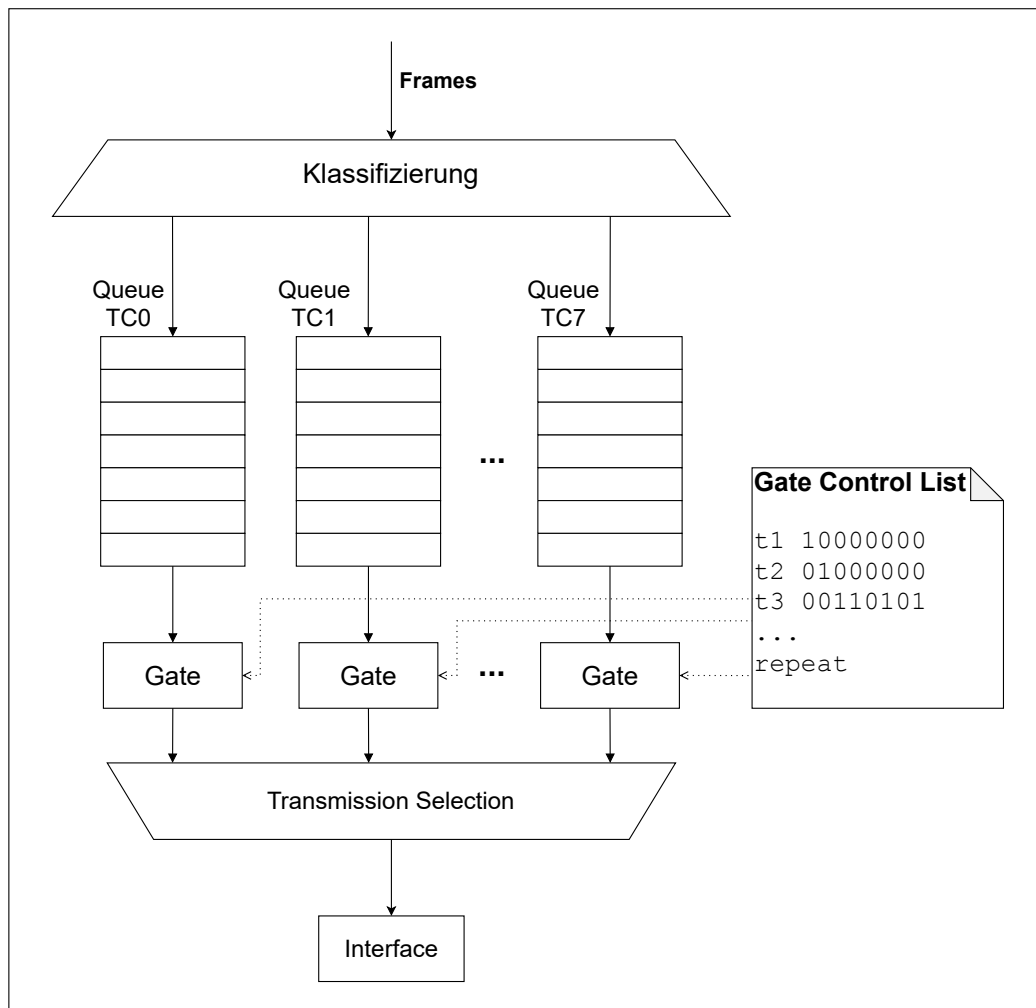 Frames
Klassifizierung
Queue
TC0
Queue
TC1
Queue
TC7
...
Gate Control List
t1 10000000
t2 01000000
t3 00110101
...
repeat
Gate
Gate
...
Gate
Transmission Selection
Interface